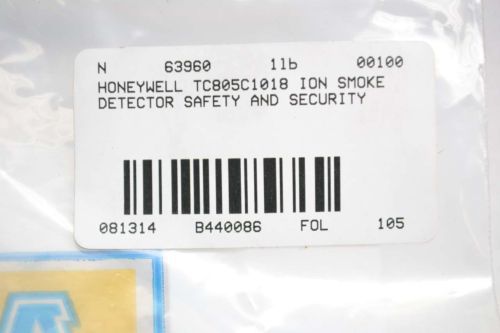 N 63960 1lb 00100
HONEYWELL TC805C1018 ION SMOKE
DETECTOR SAFETY AND SECURITY
081314 B440086 FOL 105